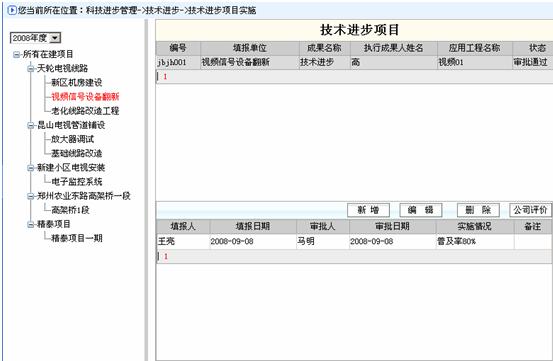 您当前所在位置：科技进步管理->技术进步->技术进步项目实施
2008年度
所有在建项目
天轮电视线路
新区机房建设
视频信号设备翻新
老化线路改造工程
昆山电视管道铺设
放大器调试
基础线路改造
新建小区电视安装
电子监控系统
郑州农业东路高架桥一段
高架桥1段
精泰项目
精泰项目一期
技术进步项目
编号 填报单位 成果名称 执行成果人姓名 应用工程名称 状态
jbjh001 视频信号设备翻新 技术进步 高 视频01 审批通过
1
新 增 编 辑 删 除 公司评价
填报人 填报日期 审批人 审批日期 实施情况 备注
王亮 2008-09-08 马明 2008-09-08 普及率80%
1